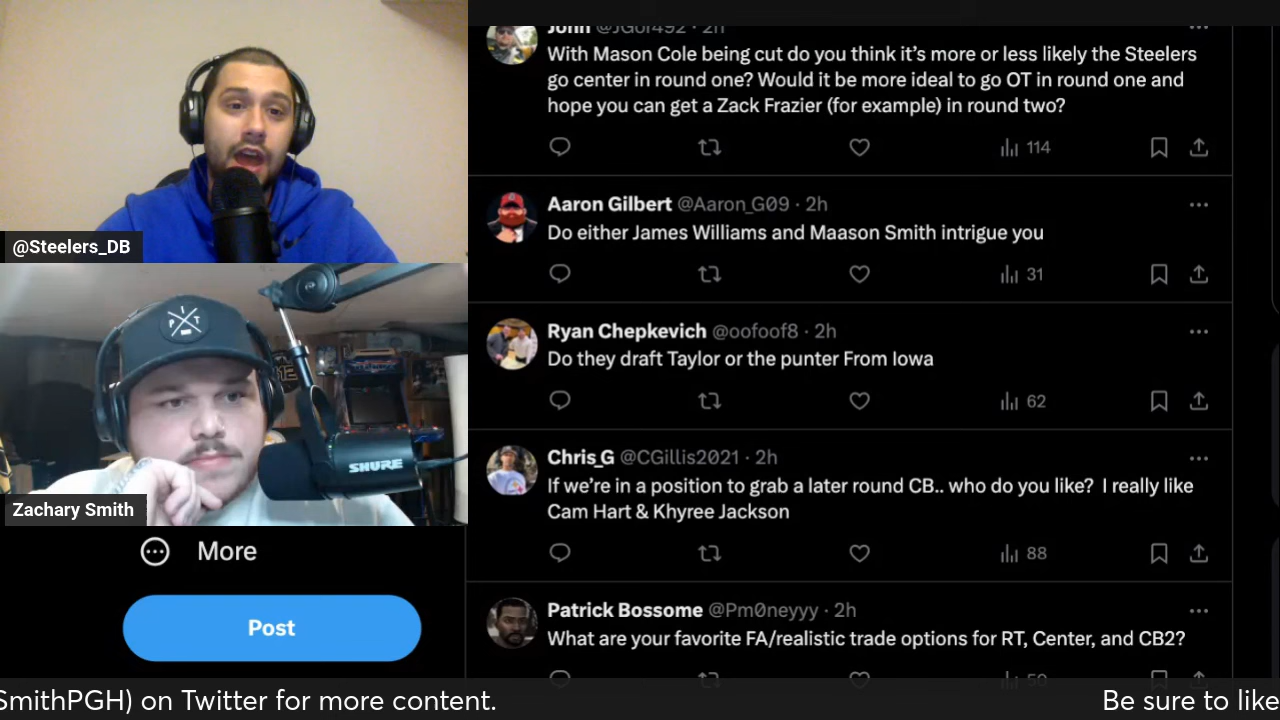 John @JGor492 · 2h
With Mason Cole being cut do you think it's more or less likely the Steelers
go center in round one? Would it be more ideal to go OT in round one and
hope you can get a Zack Frazier (for example) in round two?
114
Aaron Gilbert @Aaron_G09 · 2h
Do either James Williams and Maason Smith intrigue you
31
Ryan Chepkevich @oofoof8 · 2h
Do they draft Taylor or the punter From Iowa
62
Chris_G @CGillis2021 · 2h
If we're in a position to grab a later round CB.. who do you like? I really like
Cam Hart & Khyree Jackson
88
Patrick Bossome @Pm0neyyy · 2h
What are your favorite FA/realistic trade options for RT, Center, and CB2?
50
@Steelers_DB
PIT
SHURE
Zachary Smith
More
Post
SmithPGH) on Twitter for more content.
Be sure to like